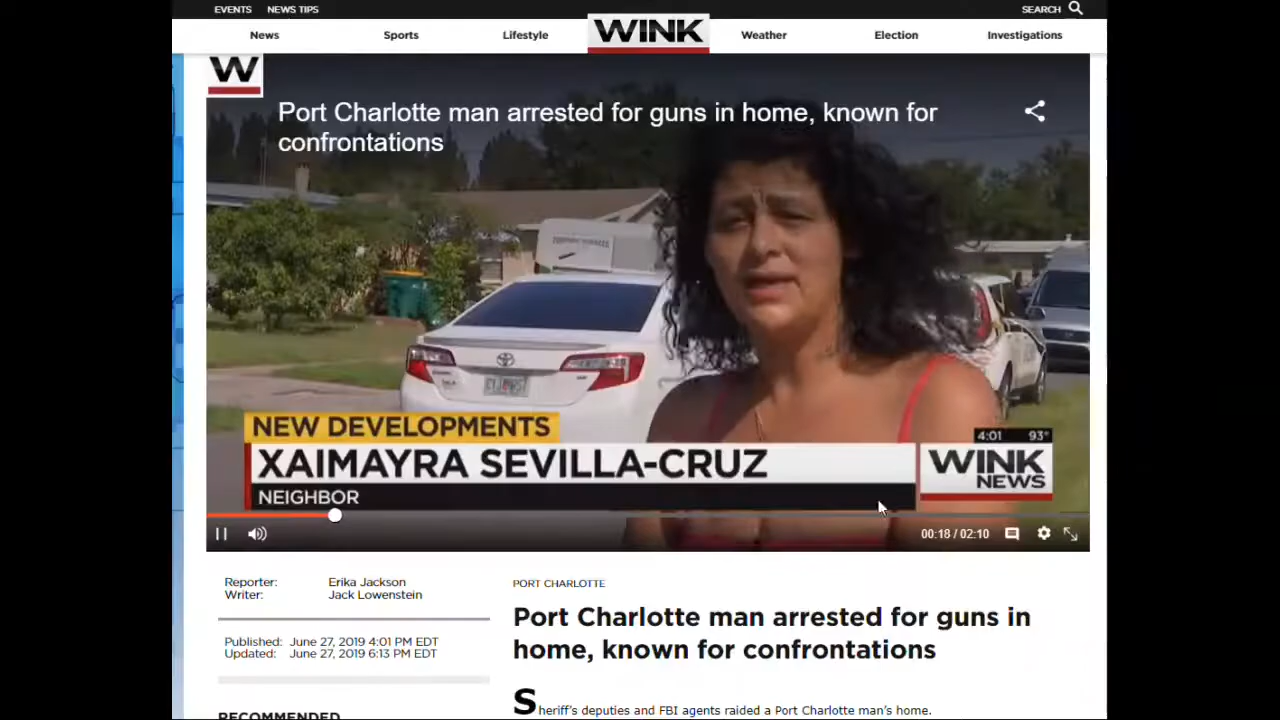 EVENTS NEWS TIPS SEARCH
News Sports Lifestyle WINK Weather Election Investigations
W
Port Charlotte man arrested for guns in home, known for
confrontations
NEW DEVELOPMENTS
4:01 93°
XAIMAYRA SEVILLA-CRUZ
WINK
NEWS
NEIGHBOR
00:18 / 02:10
Reporter: Erika Jackson
Writer: Jack Lowenstein
Published: June 27, 2019 4:01 PM EDT
Updated: June 27, 2019 6:13 PM EDT
RECOMMENDED
PORT CHARLOTTE
Port Charlotte man arrested for guns in
home, known for confrontations
Sheriff's deputies and FBI agents raided a Port Charlotte man's home.